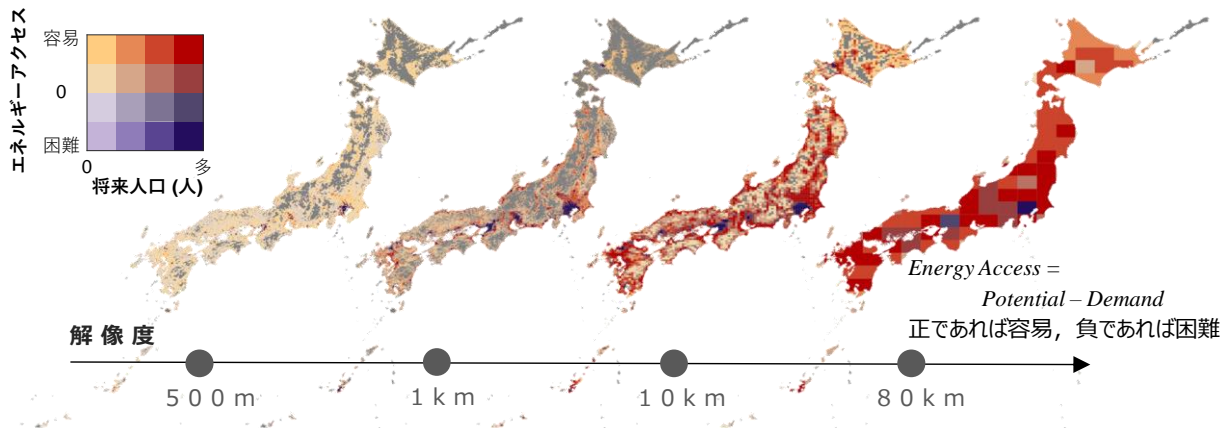 エネルギーアクセス
容易
0
困難
0
多
将来人口 (人)
Energy Access =
Potential – Demand
正であれば容易，負であれば困難
解像度
５００ｍ
１ｋｍ
１０ｋｍ
８０ｋｍ